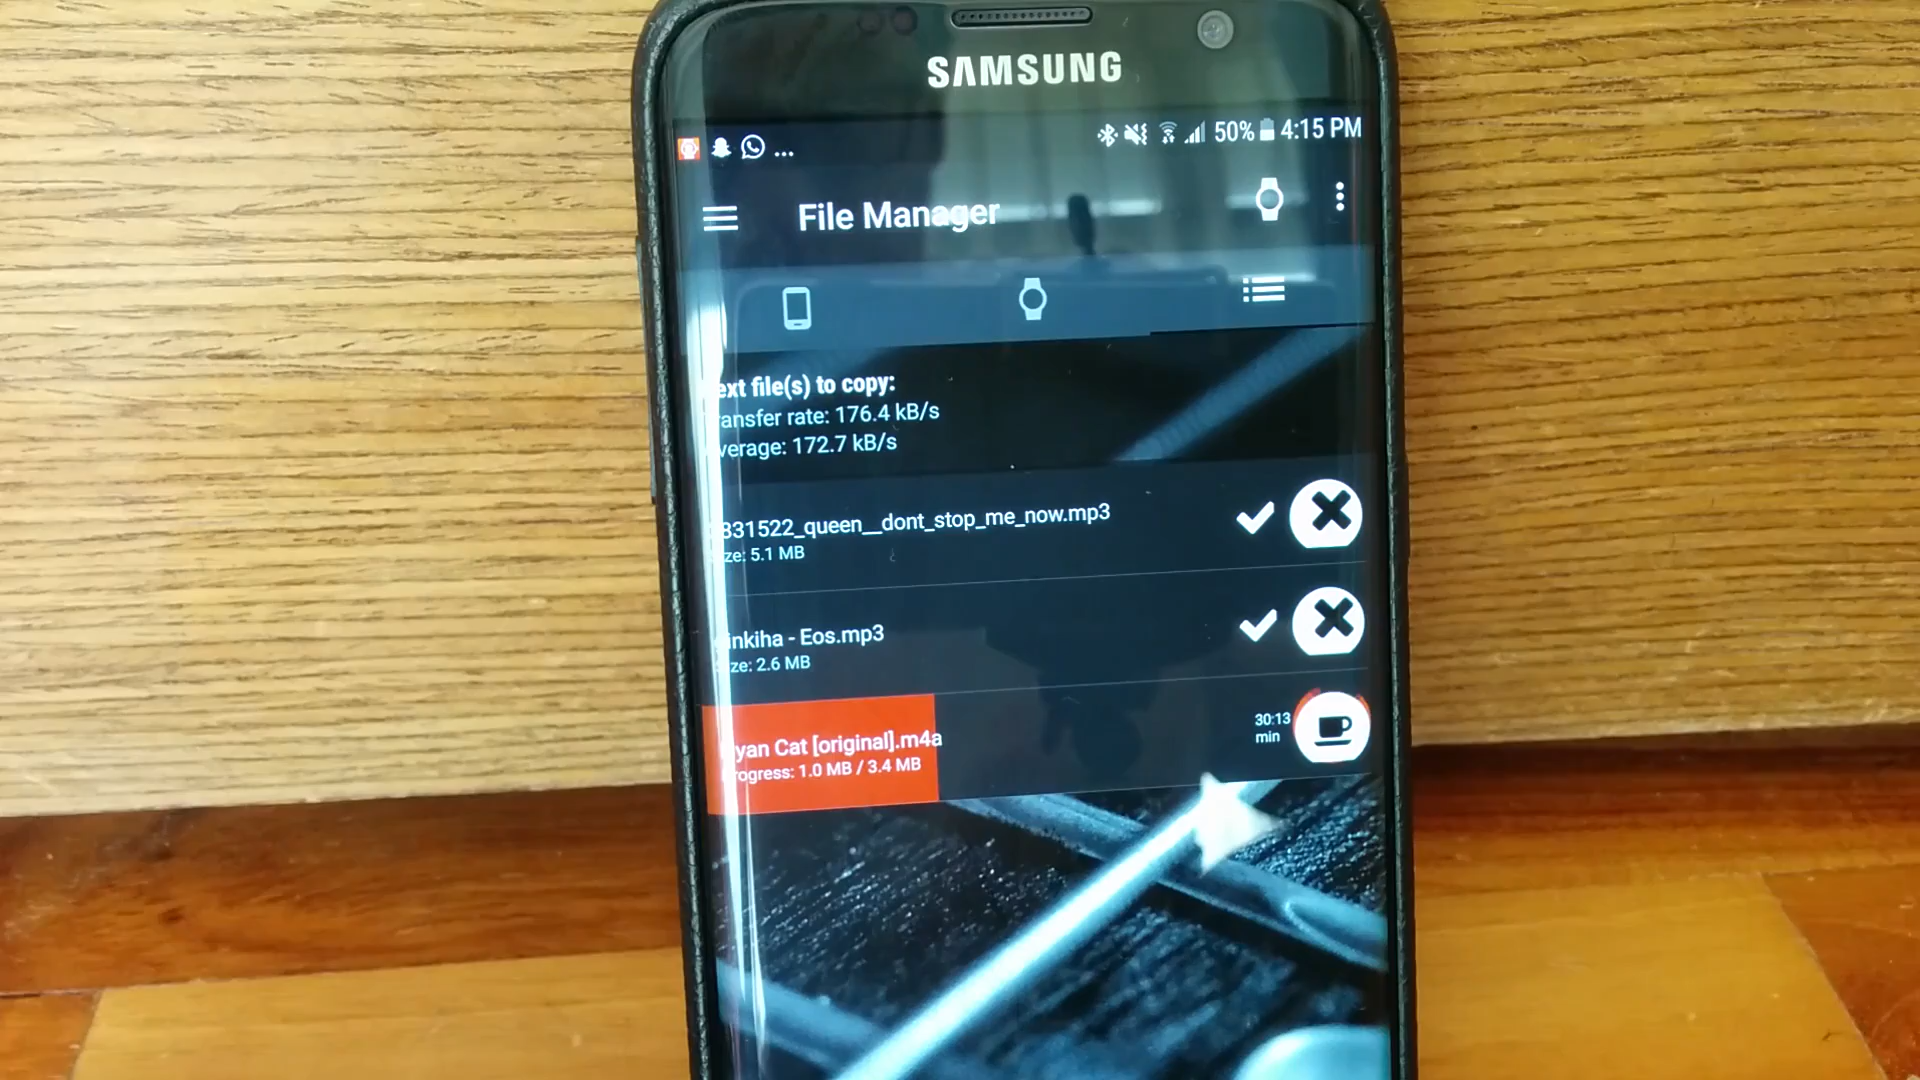 SAMSUNG
... 50% 4:15 PM
File Manager
ext file(s) to copy:
ansfer rate: 176.4 kB/s
verage: 172.7 kB/s
831522_queen__dont_stop_me_now.mp3
ze: 5.1 MB
inkiha - Eos.mp3
ze: 2.6 MB
yan Cat [original].m4a
rogress: 1.0 MB / 3.4 MB
30:13
min